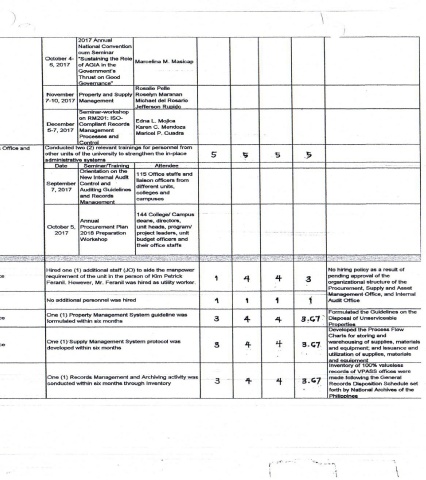 2017 Annual
National Convention
cum Seminar
October 4- "Sustaining the Role Marcelina M. Masicap
6, 2017 of AGIA in the
Government's
Thrust on Good
Governance"
Rosalie Pelle
November Property and Supply Roselyn Maranan
7-10, 2017 Management Michael del Rosario
Jefferson Rupido
Seminar-workshop
on RM201: ISO-
December Compliant Records Edna L. Mojica
5-7, 2017 Management Karen C. Mendoza
Processes and Maricel P. Cuadra
Control
Office and Conducted two (2) relevant trainings for personnel from
other units of the university to strengthen the in-place 5 5 5 5
administrative systems
Date Seminar/Training Attendee
Orientation on the
New Internal Audit 115 Office staffs and
September Control and liaison officers from
7, 2017 Auditing Guidelines different units,
and Records colleges and
Management campuses
144 College/ Campus
Annual deans, directors,
October 5, Procurement Plan unit heads, program/
2017 2018 Preparation project leaders, unit
Workshop budget officers and
their office staffs
Hired one (1) additional staff (JO) to aide the manpower No hiring policy as a result of
requirement of the unit in the person of Kim Patrick 1 4 4 3 pending approval of the
Feranil. However, Mr. Feranil was hired as utility worker. organizational structure of the
Procurement, Supply and Asset
Management Office, and Internal
No additional personnel was hired 1 1 1 1 Audit Office
One (1) Property Management System guideline was Formulated the Guidelines on the
formulated within six months 3 4 4 3.67 Disposal of Unserviceable
Properties
Developed the Process Flow
One (1) Supply Management System protocol was Charts for storing and
developed within six months 3 4 4 3.67 warehousing of supplies, materials
and equipment; and issuance and
utilization of supplies, materials
and equipment
Inventory of 100% valueless
One (1) Records Management and Archiving activity was records of VPASS offices were
conducted within six months through Inventory 3 4 4 3.67 made following the General
Records Disposition Schedule set
forth by National Archives of the
Philippines